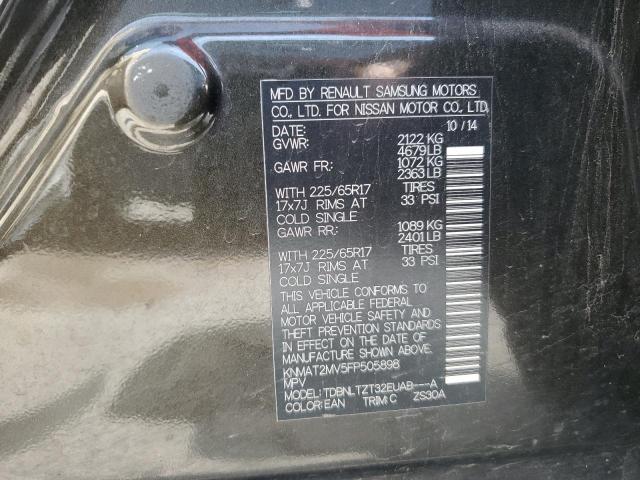 MFD BY RENAULT SAMSUNG MOTORS
CO., LTD. FOR NISSAN MOTOR CO., LTD.
DATE: 10/14
GVWR: 2122 KG
4679 LB
GAWR FR: 1072 KG
2363 LB
WITH 225/65R17 TIRES
17x7J RIMS AT 33 PSI
COLD SINGLE
GAWR RR: 1089 KG
2401 LB
WITH 225/65R17 TIRES
17x7J RIMS AT 33 PSI
COLD SINGLE
THIS VEHICLE CONFORMS TO
ALL APPLICABLE FEDERAL
MOTOR VEHICLE SAFETY AND
THEFT PREVENTION STANDARDS
IN EFFECT ON THE DATE OF
MANUFACTURE SHOWN ABOVE.
KNMAT2MV5FP505898
MPV
MODEL: TDBNLTZT32EUAB---A
COLOR:EAN TRIM:C ZS30A